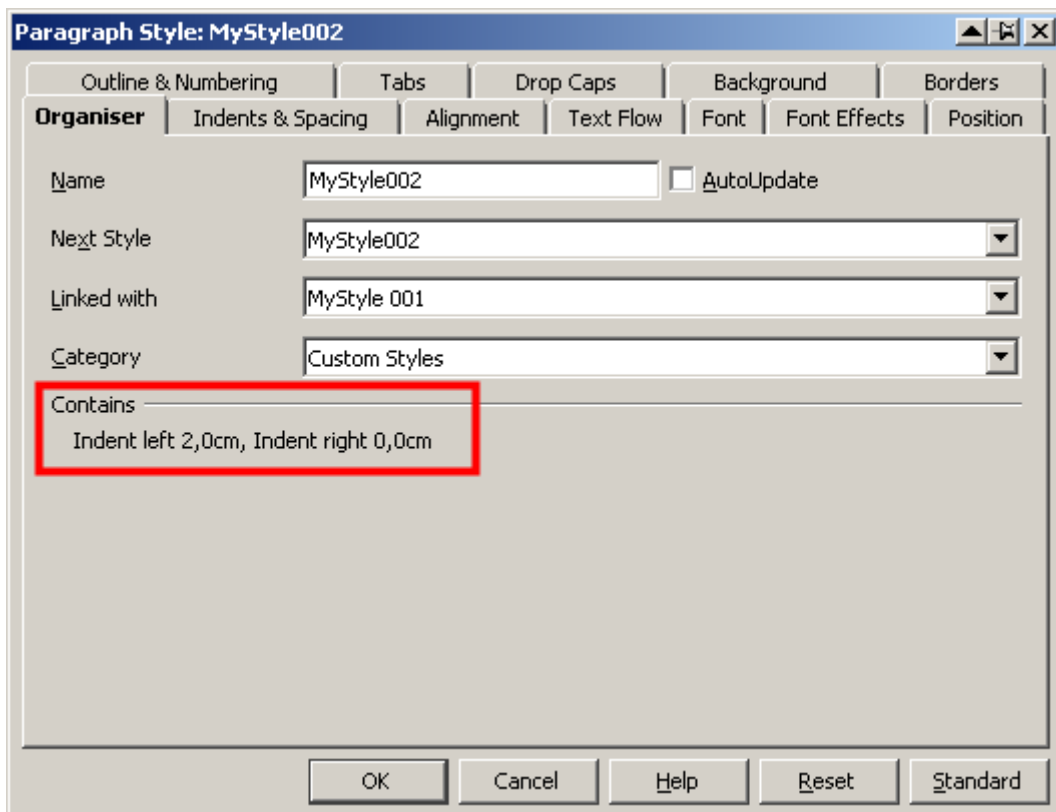 Paragraph Style: MyStyle002
Outline & Numbering Tabs Drop Caps Background Borders
Organiser Indents & Spacing Alignment Text Flow Font Font Effects Position
Name MyStyle002 AutoUpdate
Next Style MyStyle002
Linked with MyStyle 001
Category Custom Styles
Contains
Indent left 2,0cm, Indent right 0,0cm
OK Cancel Help Reset Standard